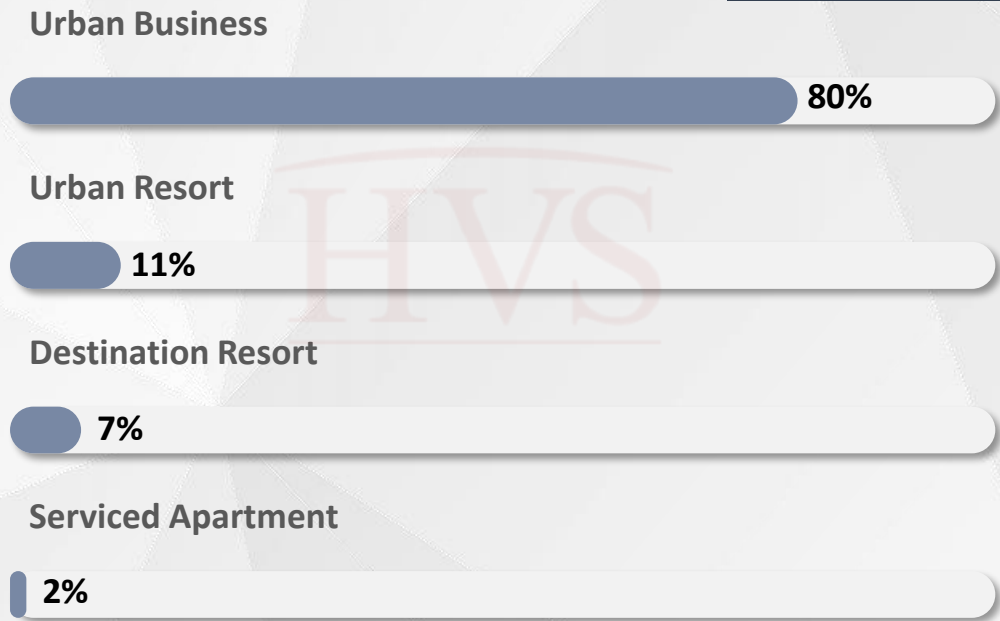 Urban Business
80%
Urban Resort
11%
HVS
Destination Resort
7%
Serviced Apartment
2%